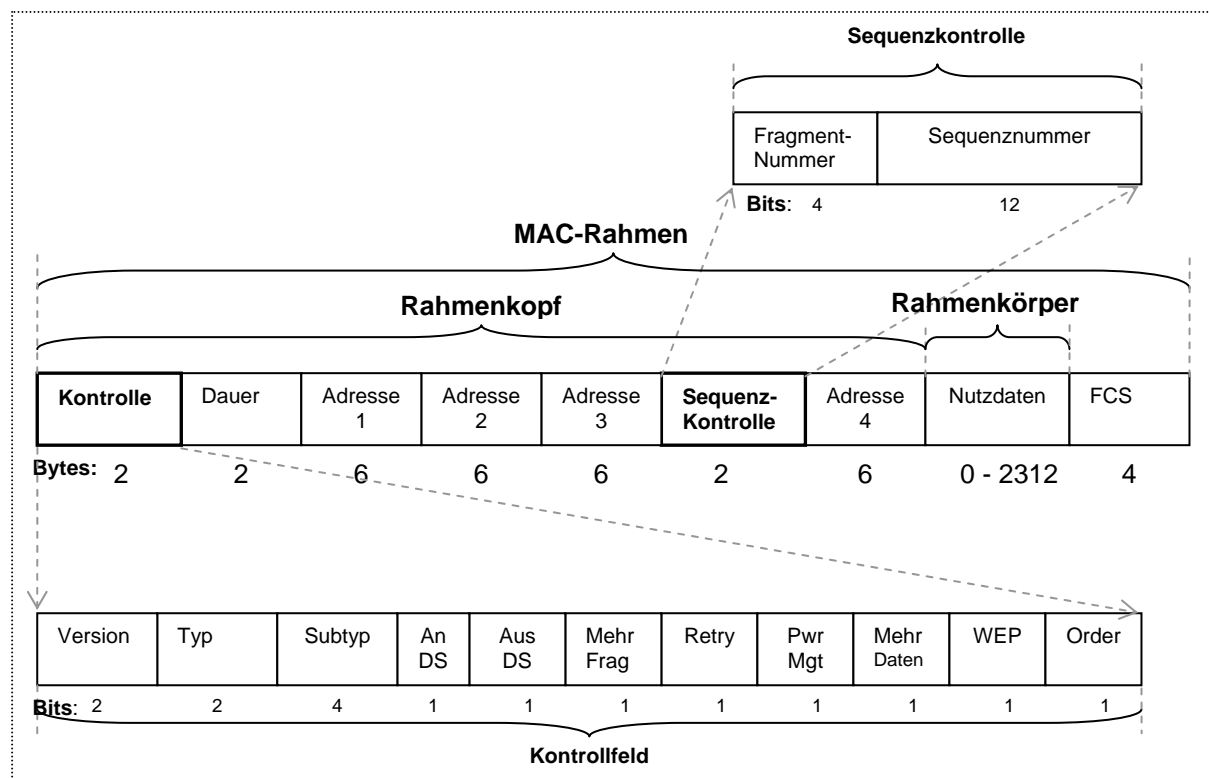 Sequenzkontrolle
Fragment- Sequenznummer
Nummer
Bits: 4 12
MAC-Rahmen
Rahmenkopf Rahmenkörper
Kontrolle Dauer Adresse Adresse Adresse Sequenz- Adresse Nutzdaten FCS
1 2 3 Kontrolle 4
Bytes: 2 2 6 6 6 2 6 0 - 2312 4
Version Typ Subtyp An Aus Mehr Retry Pwr Mehr WEP Order
DS DS Frag Mgt Daten
Bits: 2 2 4 1 1 1 1 1 1 1 1
Kontrollfeld